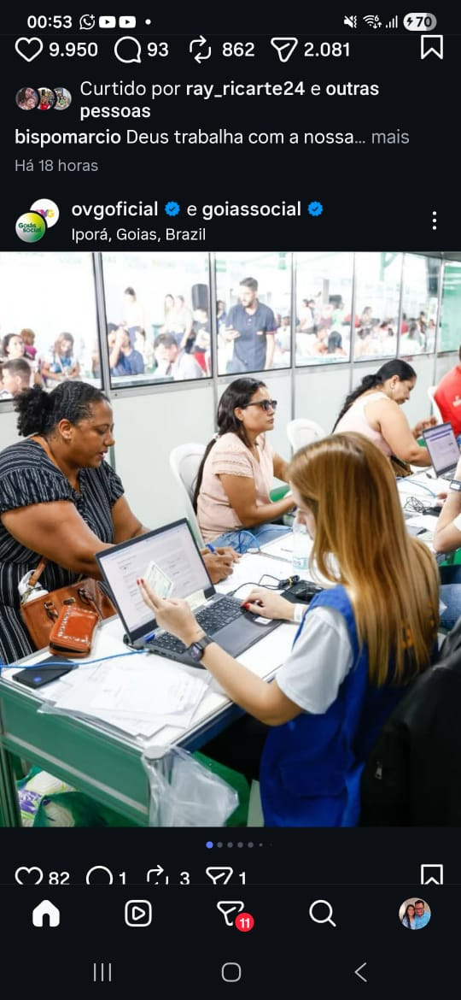 00:53
70
9.950 93 862 2.081
Curtido por ray_ricarte24 e outras
pessoas
bispomarcio Deus trabalha com a nossa... mais
Há 18 horas
ovgoficial e goiassocial
Goiás
social
Iporá, Goias, Brazil
82 1 3 1
11